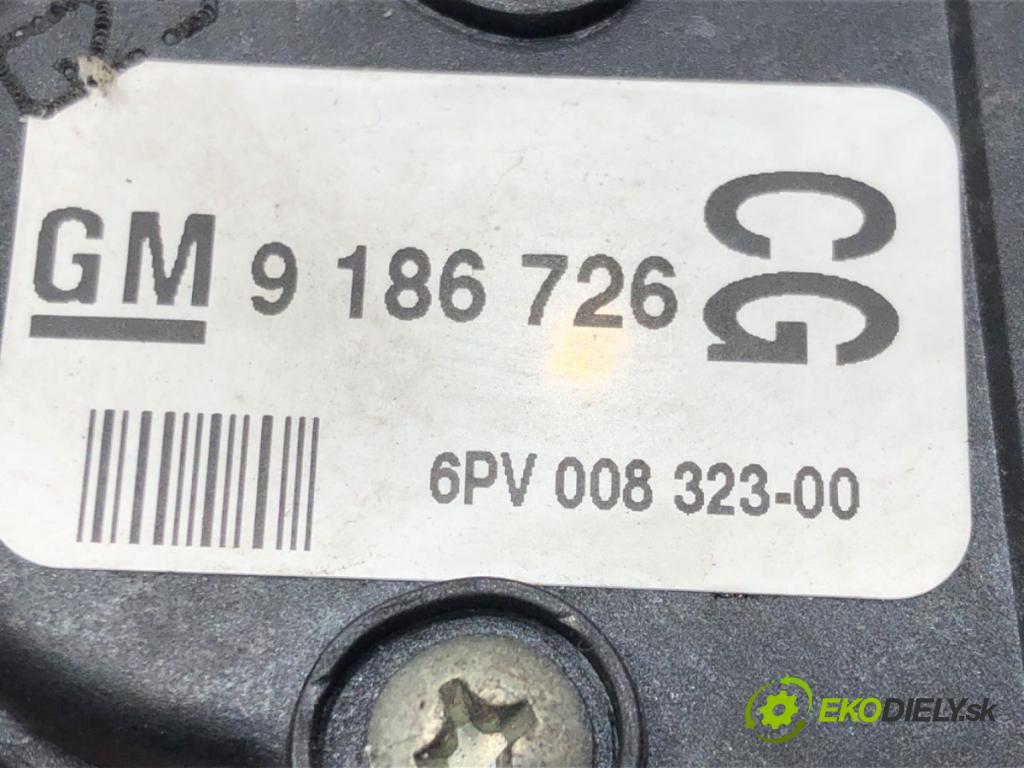 GM 9 186 726
CG
6PV 008 323-00
EKODIELY.sk